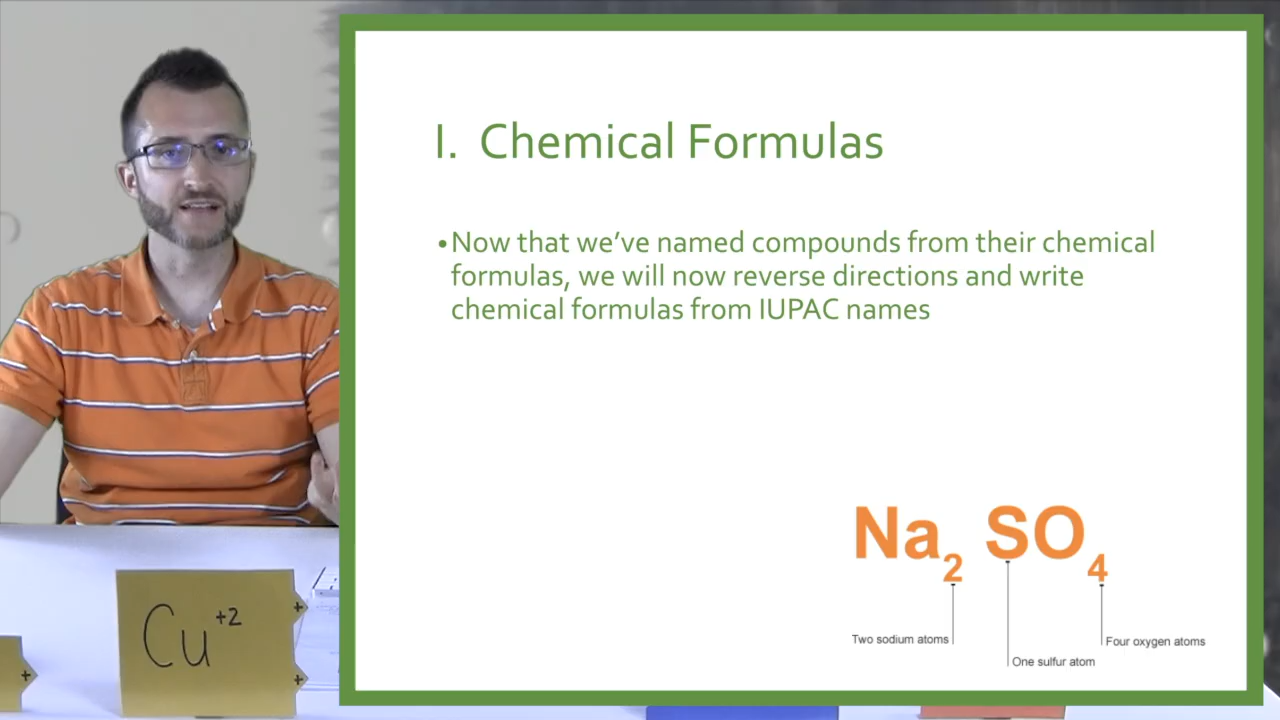 I. Chemical Formulas
•Now that we've named compounds from their chemical
formulas, we will now reverse directions and write
chemical formulas from IUPAC names
Na₂ SO₄
Two sodium atoms
Four oxygen atoms
One sulfur atom
Cu⁺²
+
+
+